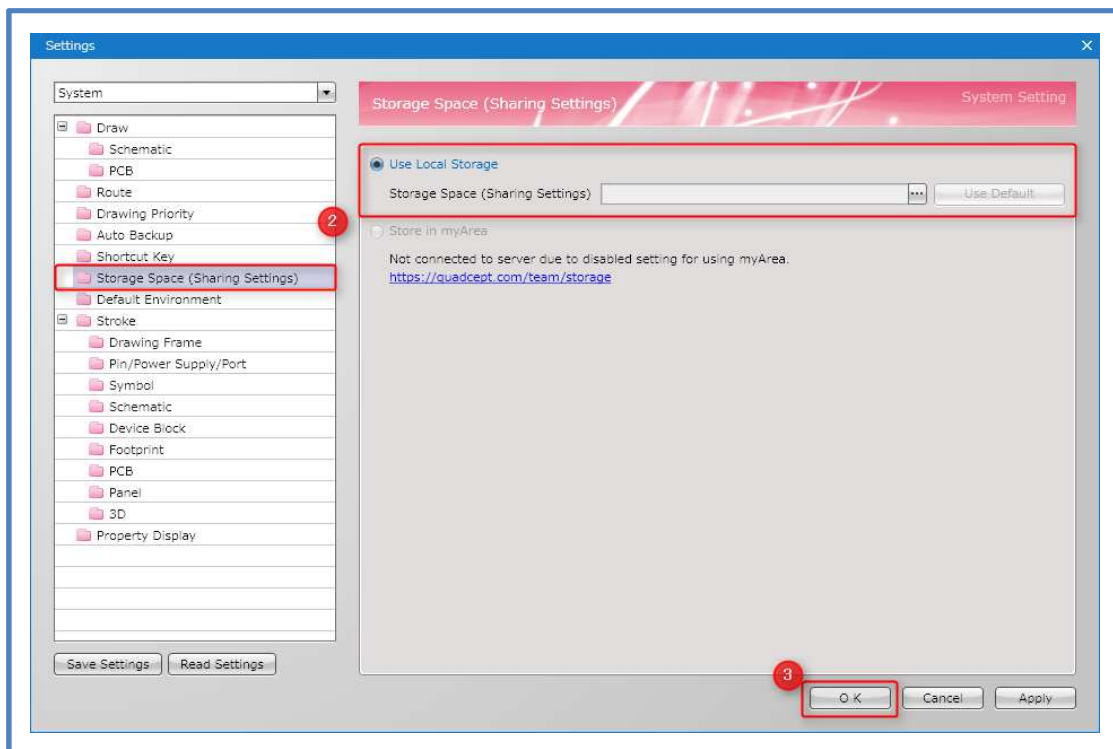 Settings
System
Storage Space (Sharing Settings)
System Setting
Draw
Schematic
PCB
Route
Drawing Priority
Auto Backup
Shortcut Key
Storage Space (Sharing Settings)
Default Environment
Stroke
Drawing Frame
Pin/Power Supply/Port
Symbol
Schematic
Device Block
Footprint
PCB
Panel
3D
Property Display
2
Use Local Storage
Storage Space (Sharing Settings) ... Use Default
Store in myArea
Not connected to server due to disabled setting for using myArea.
https://quadcept.com/team/storage
Save Settings Read Settings
3
O K Cancel Apply